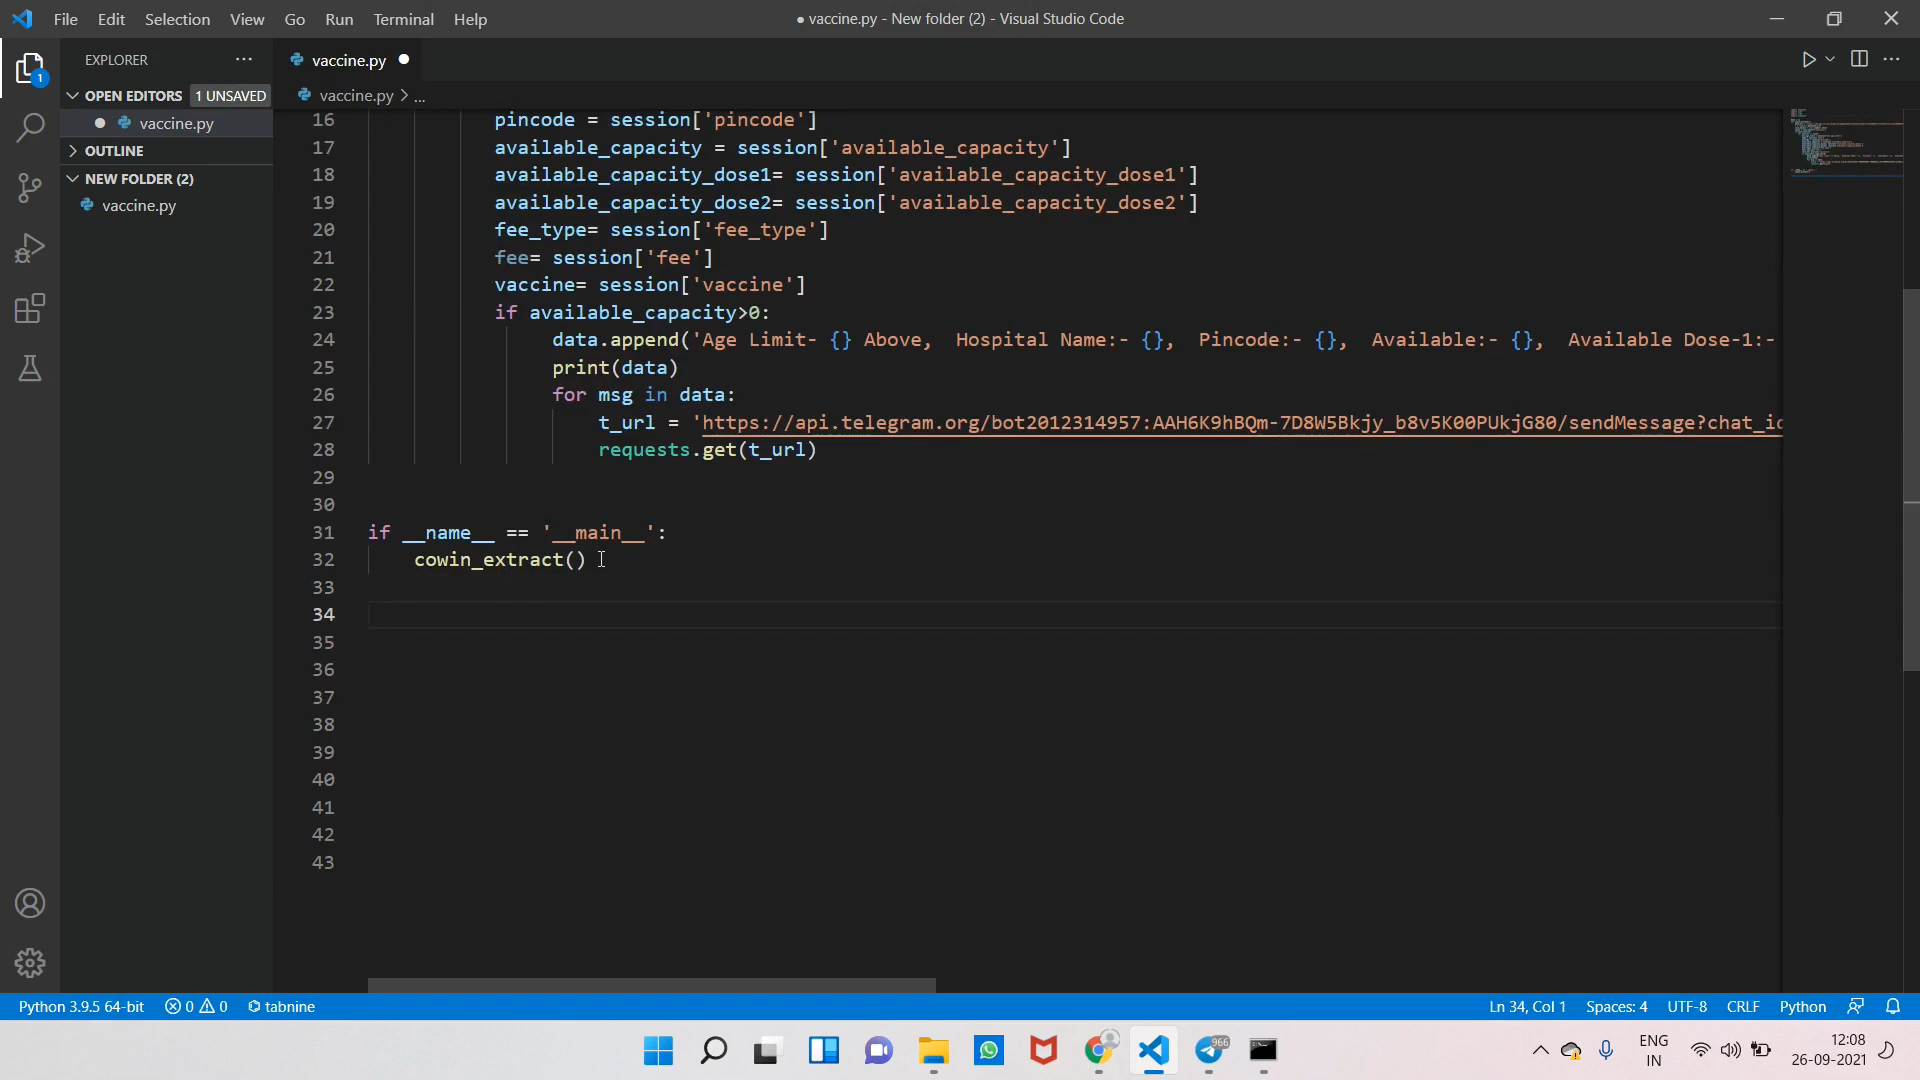 File Edit Selection View Go Run Terminal Help
● vaccine.py - New folder (2) - Visual Studio Code
EXPLORER
vaccine.py
OPEN EDITORS 1 UNSAVED
vaccine.py > ...
vaccine.py
OUTLINE
NEW FOLDER (2)
vaccine.py
1
16 pincode = session['pincode']
17 available_capacity = session['available_capacity']
18 available_capacity_dose1= session['available_capacity_dose1']
19 available_capacity_dose2= session['available_capacity_dose2']
20 fee_type= session['fee_type']
21 fee= session['fee']
22 vaccine= session['vaccine']
23 if available_capacity>0:
24 data.append('Age Limit- {} Above,  Hospital Name:- {},  Pincode:- {},  Available:- {},  Available Dose-1:-
25 print(data)
26 for msg in data:
27 t_url = 'https://api.telegram.org/bot2012314957:AAH6K9hBQm-7D8W5Bkjy_b8v5K00PUkjG80/sendMessage?chat_id
28 requests.get(t_url)
29
30
31 if __name__ == '__main__':
32 cowin_extract()
33
34
35
36
37
38
39
40
41
42
43
Python 3.9.5 64-bit 0 0 tabnine Ln 34, Col 1 Spaces: 4 UTF-8 CRLF Python
966
ENG
IN
12:08
26-09-2021